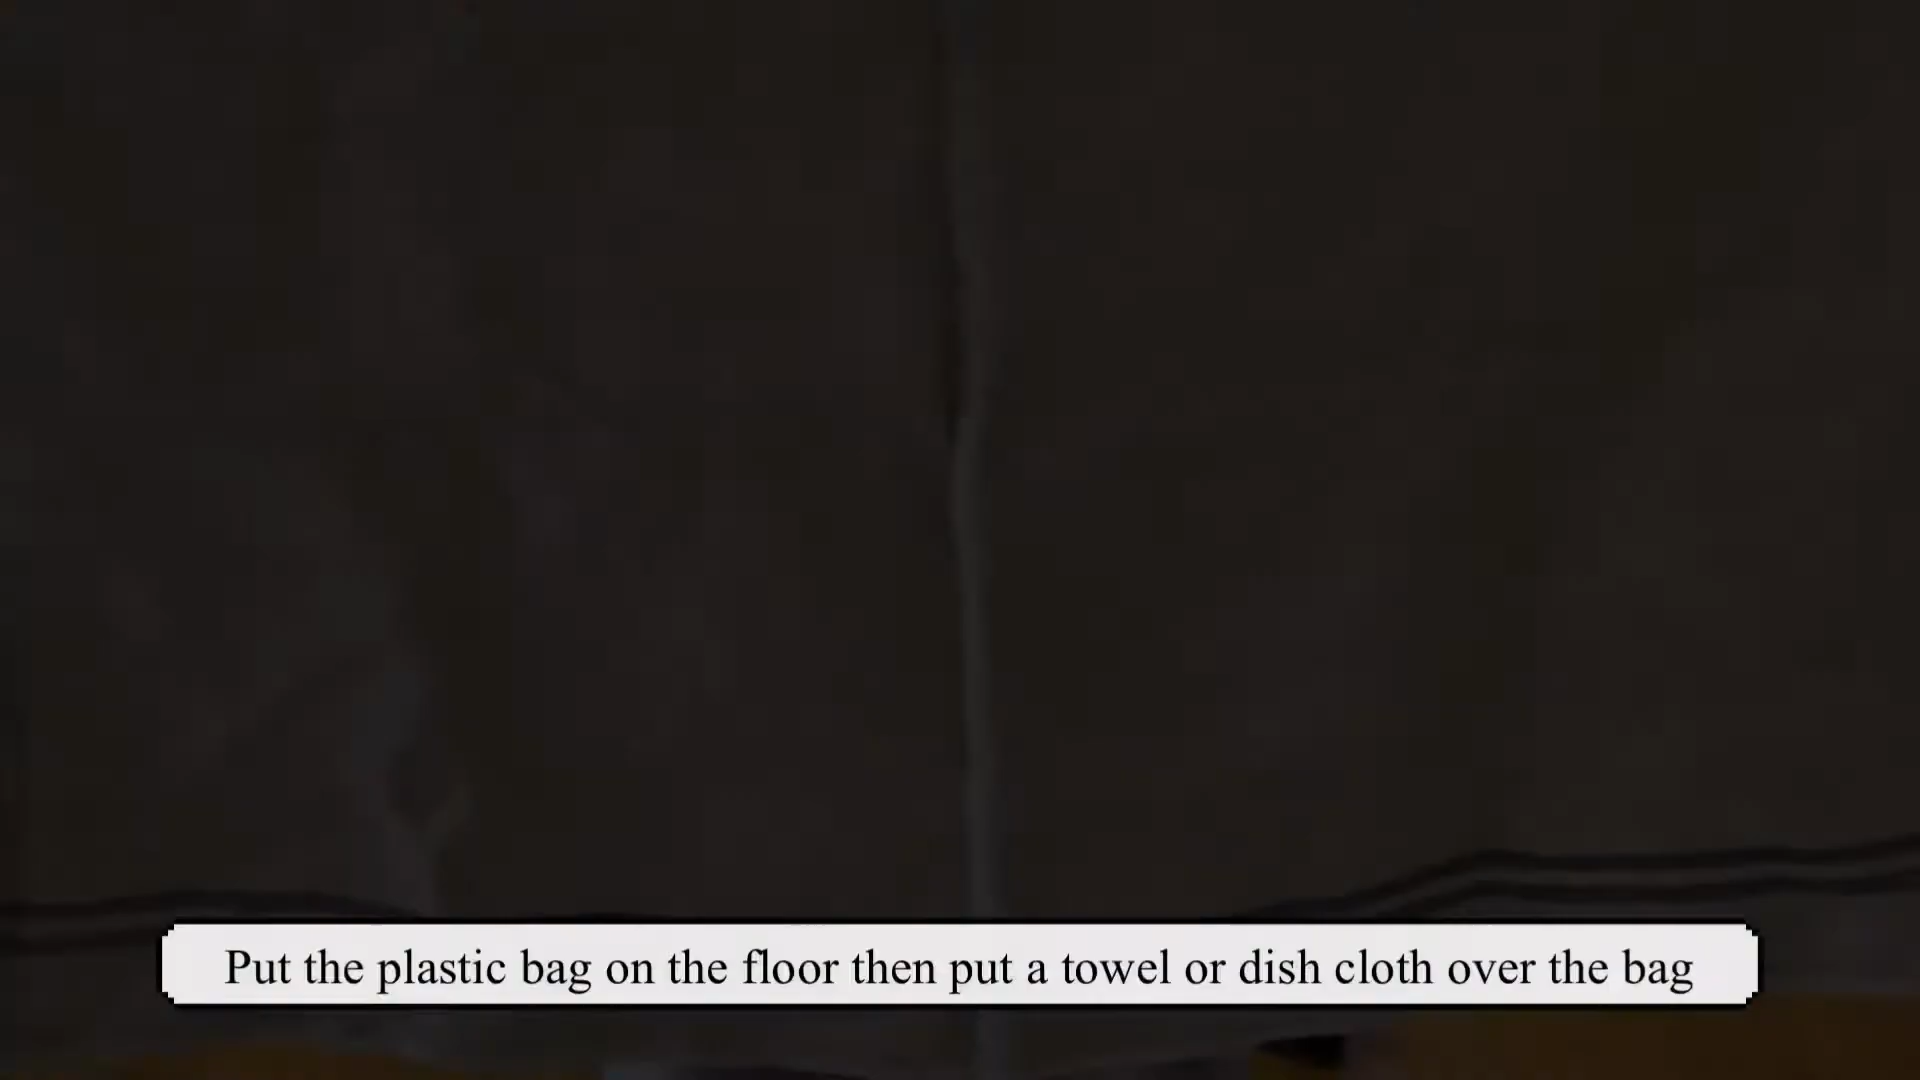 Put the plastic bag on the floor then put a towel or dish cloth over the bag